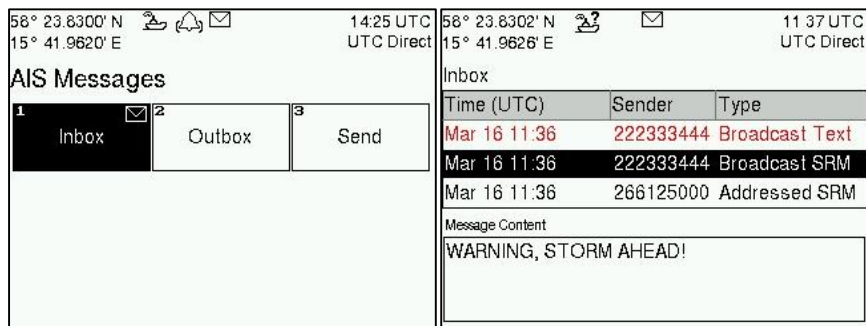 58° 23.8300' N
14:25 UTC
15° 41.9620' E
UTC Direct
AIS Messages
1
Inbox
2
Outbox
3
Send
58° 23.8302' N
?
11 37 UTC
15° 41.9626' E
UTC Direct
Inbox
Time (UTC) Sender Type
Mar 16 11:36 222333444 Broadcast Text
Mar 16 11:36 222333444 Broadcast SRM
Mar 16 11:36 266125000 Addressed SRM
Message Content
WARNING, STORM AHEAD!